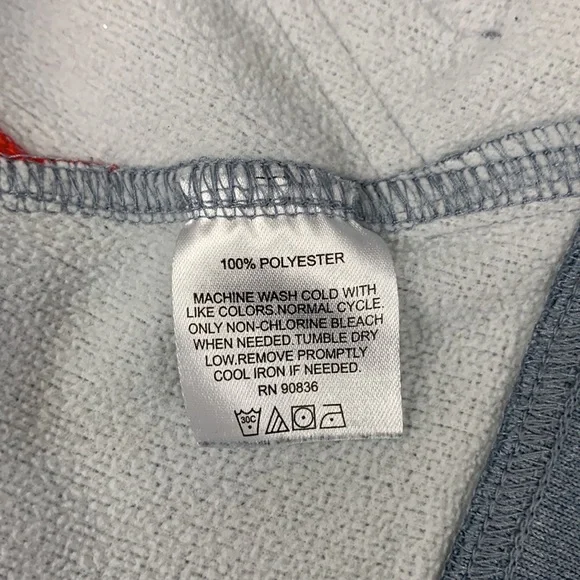 100% POLYESTER
MACHINE WASH COLD WITH
LIKE COLORS.NORMAL CYCLE.
ONLY NON-CHLORINE BLEACH
WHEN NEEDED.TUMBLE DRY
LOW.REMOVE PROMPTLY
COOL IRON IF NEEDED.
RN 90836
30C